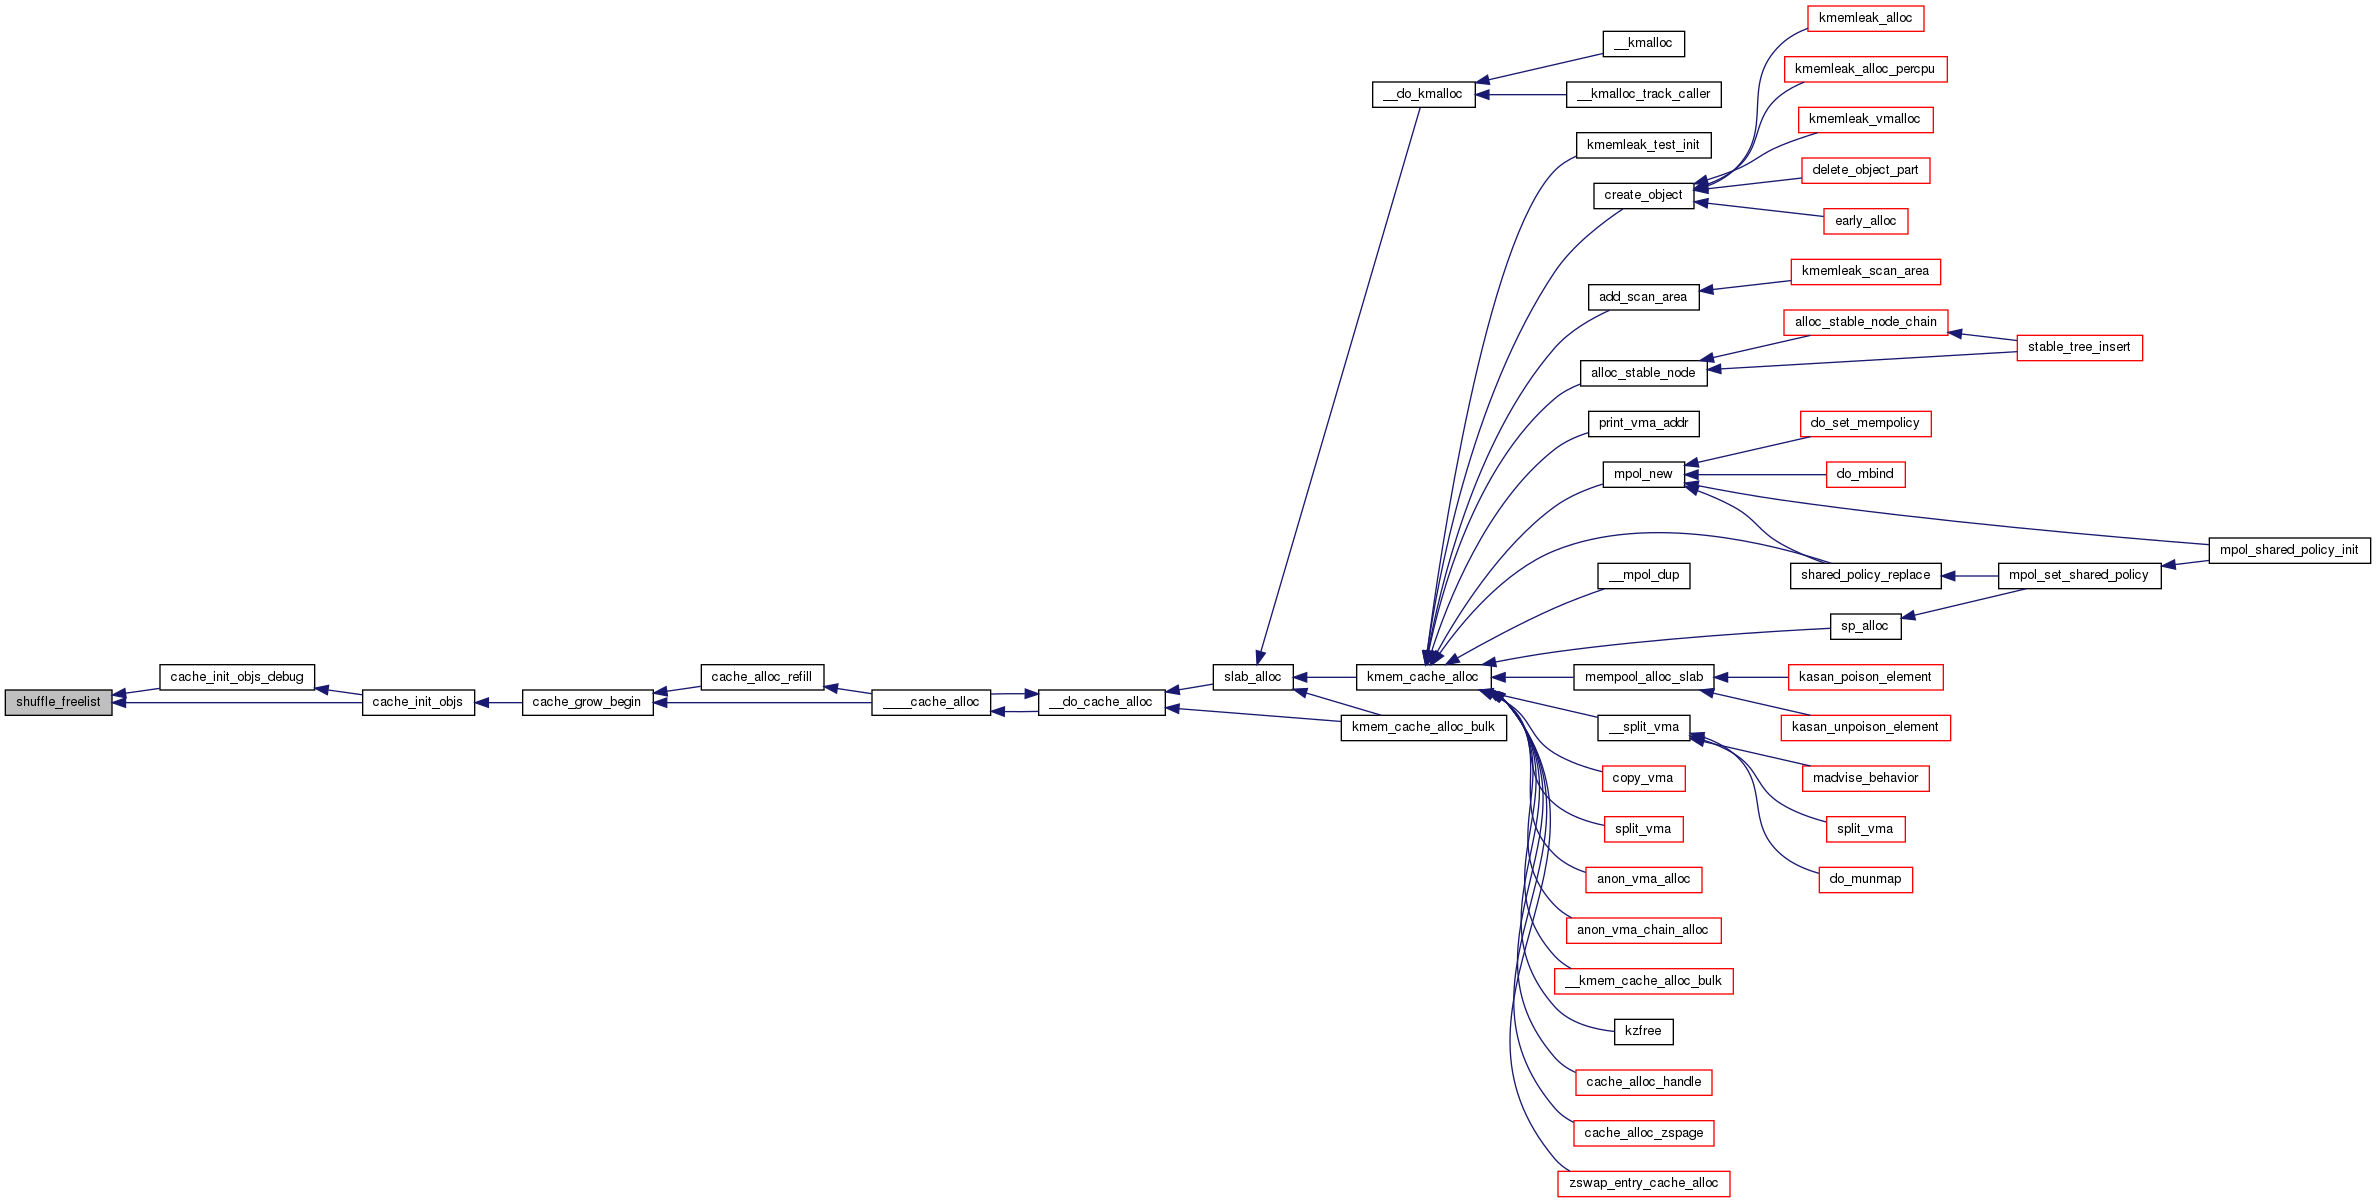 kmemleak_alloc
__kmalloc
kmemleak_alloc_percpu
__do_kmalloc
__kmalloc_track_caller
kmemleak_vmalloc
kmemleak_test_init
delete_object_part
create_object
early_alloc
kmemleak_scan_area
add_scan_area
alloc_stable_node_chain
stable_tree_insert
alloc_stable_node
print_vma_addr
do_set_mempolicy
mpol_new
do_mbind
mpol_shared_policy_init
__mpol_dup
shared_policy_replace
mpol_set_shared_policy
sp_alloc
cache_init_objs_debug
cache_alloc_refill
slab_alloc
kmem_cache_alloc
mempool_alloc_slab
kasan_poison_element
shuffle_freelist
cache_init_objs
cache_grow_begin
____cache_alloc
__do_cache_alloc
kmem_cache_alloc_bulk
__split_vma
kasan_unpoison_element
copy_vma
madvise_behavior
split_vma
split_vma
anon_vma_alloc
do_munmap
anon_vma_chain_alloc
__kmem_cache_alloc_bulk
kzfree
cache_alloc_handle
cache_alloc_zspage
zswap_entry_cache_alloc